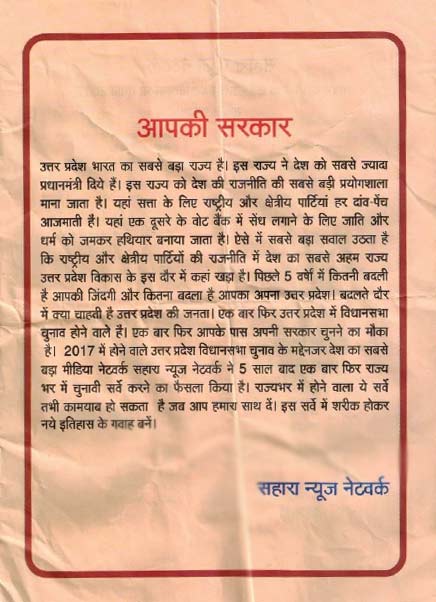 आपकी सरकार
उत्तर प्रदेश भारत का सबसे बड़ा राज्य है। इस राज्य ने देश को सबसे ज्यादा
प्रधानमंत्री दिये हैं। इस राज्य को देश की राजनीति की सबसे बड़ी प्रयोगशाला
माना जाता है। यहां सत्ता के लिए राष्ट्रीय और क्षेत्रीय पार्टियां हर दांव-पेंच
आजमाती है। यहां एक दूसरे के वोट बैंक में सेंध लगाने के लिए जाति और
धर्म को जमकर हथियार बनाया जाता है। ऐसे में सबसे बड़ा सवाल उठता है
कि राष्ट्रीय और क्षेत्रीय पार्टियों की राजनीति में देश का सबसे अहम राज्य
उत्तर प्रदेश विकास के इस दौर में कहां खड़ा है। पिछले 5 वर्षो में कितनी बदली
है आपकी जिंदगी और कितना बदला है आपका अपना उत्तर प्रदेश। बदलते दौर
में क्या चाहती है उत्तर प्रदेश की जनता। एक बार फिर उत्तर प्रदेश में विधानसभा
चुनाव होने वाले है। एक बार फिर आपके पास अपनी सरकार चुनने का मौका
है। 2017 में होने वाले उत्तर प्रदेश विधानसभा चुनाव के मद्देनजर देश का सबसे
बड़ा मीडिया नेटवर्क सहारा न्यूज नेटवर्क ने 5 साल बाद एक बार फिर राज्य
भर में चुनावी सर्वे करने का फैसला किया है। राज्यभर में होने वाला ये सर्वे
तभी कामयाब हो सकता है जब आप हमारा साथ दें। इस सर्वे में शरीक होकर
नये इतिहास के गवाह बनें।
सहारा न्यूज नेटवर्क